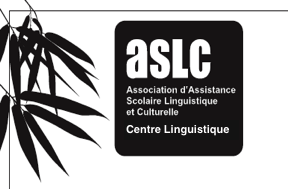 aSLC
Association d'Assistance
Scolaire Linguistique
et Culturelle
Centre Linguistique